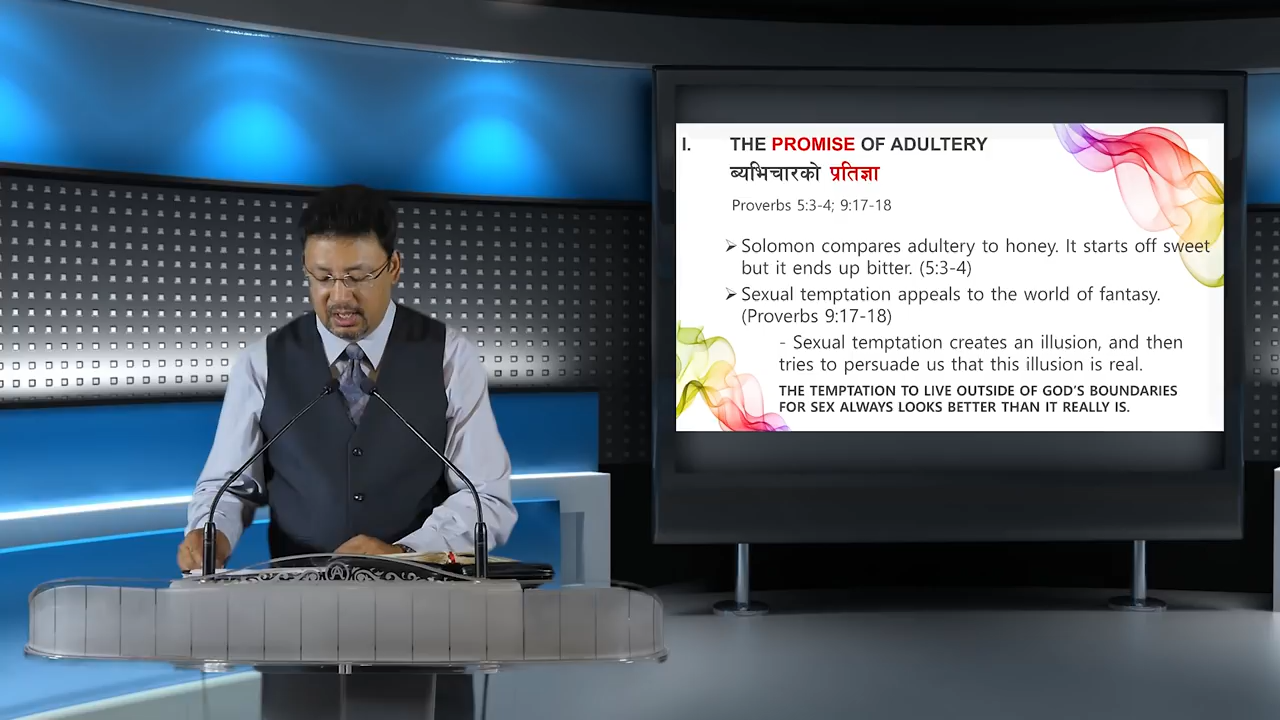 I. THE PROMISE OF ADULTERY
ब्यभिचारको प्रतिज्ञा
Proverbs 5:3-4; 9:17-18
➢ Solomon compares adultery to honey. It starts off sweet
but it ends up bitter. (5:3-4)
➢ Sexual temptation appeals to the world of fantasy.
(Proverbs 9:17-18)
- Sexual temptation creates an illusion, and then
tries to persuade us that this illusion is real.
THE TEMPTATION TO LIVE OUTSIDE OF GOD'S BOUNDARIES
FOR SEX ALWAYS LOOKS BETTER THAN IT REALLY IS.